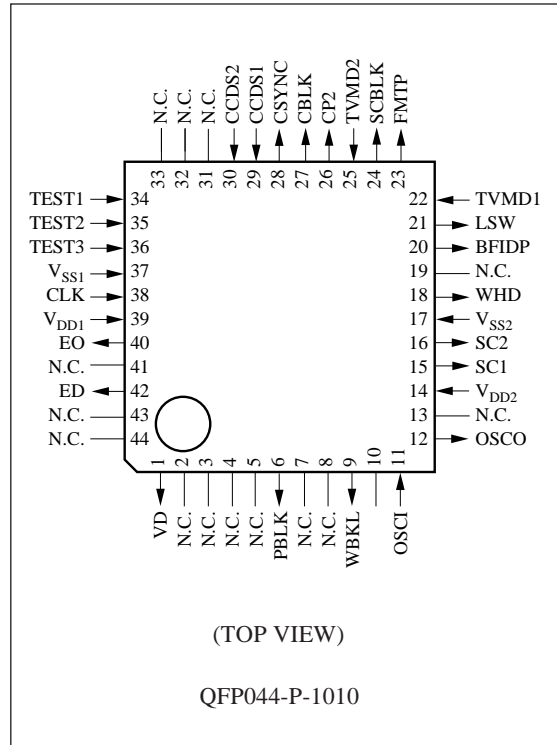 N.C.
N.C.
N.C.
CCDS2
CCDS1
CSYNC
CBLK
CP2
TVMD2
SCBLK
FMTP
33
32
31
30
29
28
27
26
25
24
23
TEST1 34
TEST2 35
TEST3 36
VSS1 37
CLK 38
VDD1 39
EO 40
N.C. 41
ED 42
N.C. 43
N.C. 44
22 TVMD1
21 LSW
20 BFIDP
19 N.C.
18 WHD
17 VSS2
16 SC2
15 SC1
14 VDD2
13 N.C.
12 OSCO
1
2
3
4
5
6
7
8
9
10
11
VD
N.C.
N.C.
N.C.
N.C.
PBLK
N.C.
N.C.
WBKL
OSCI
(TOP VIEW)
QFP044-P-1010